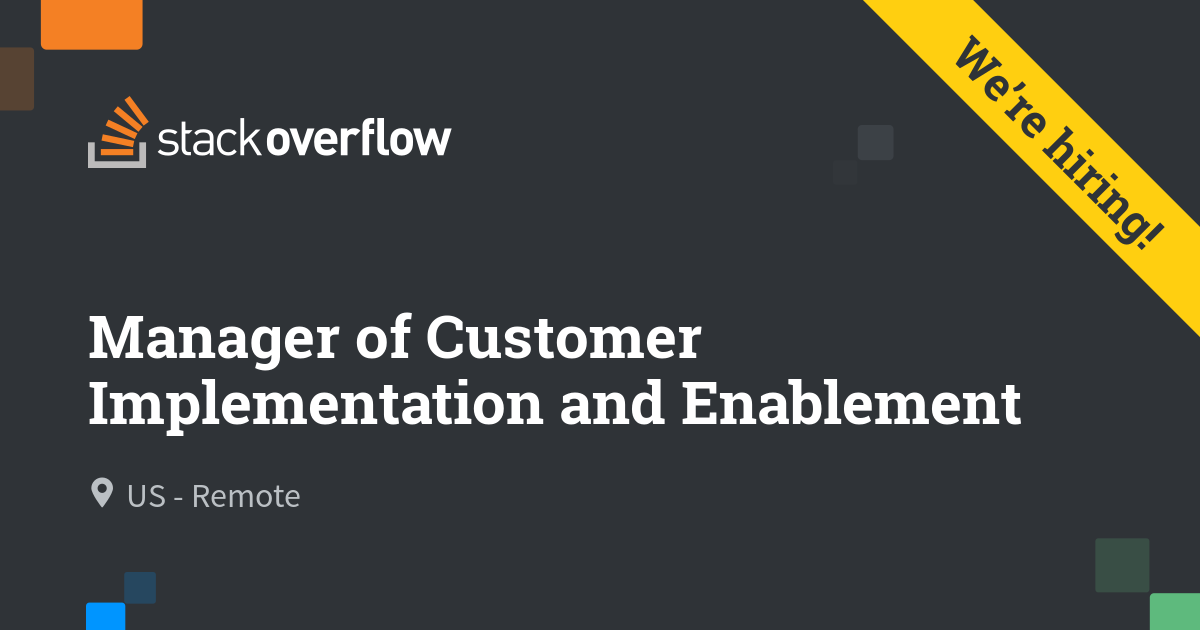 We're hiring!
stackoverflow
Manager of Customer
Implementation and Enablement
US - Remote